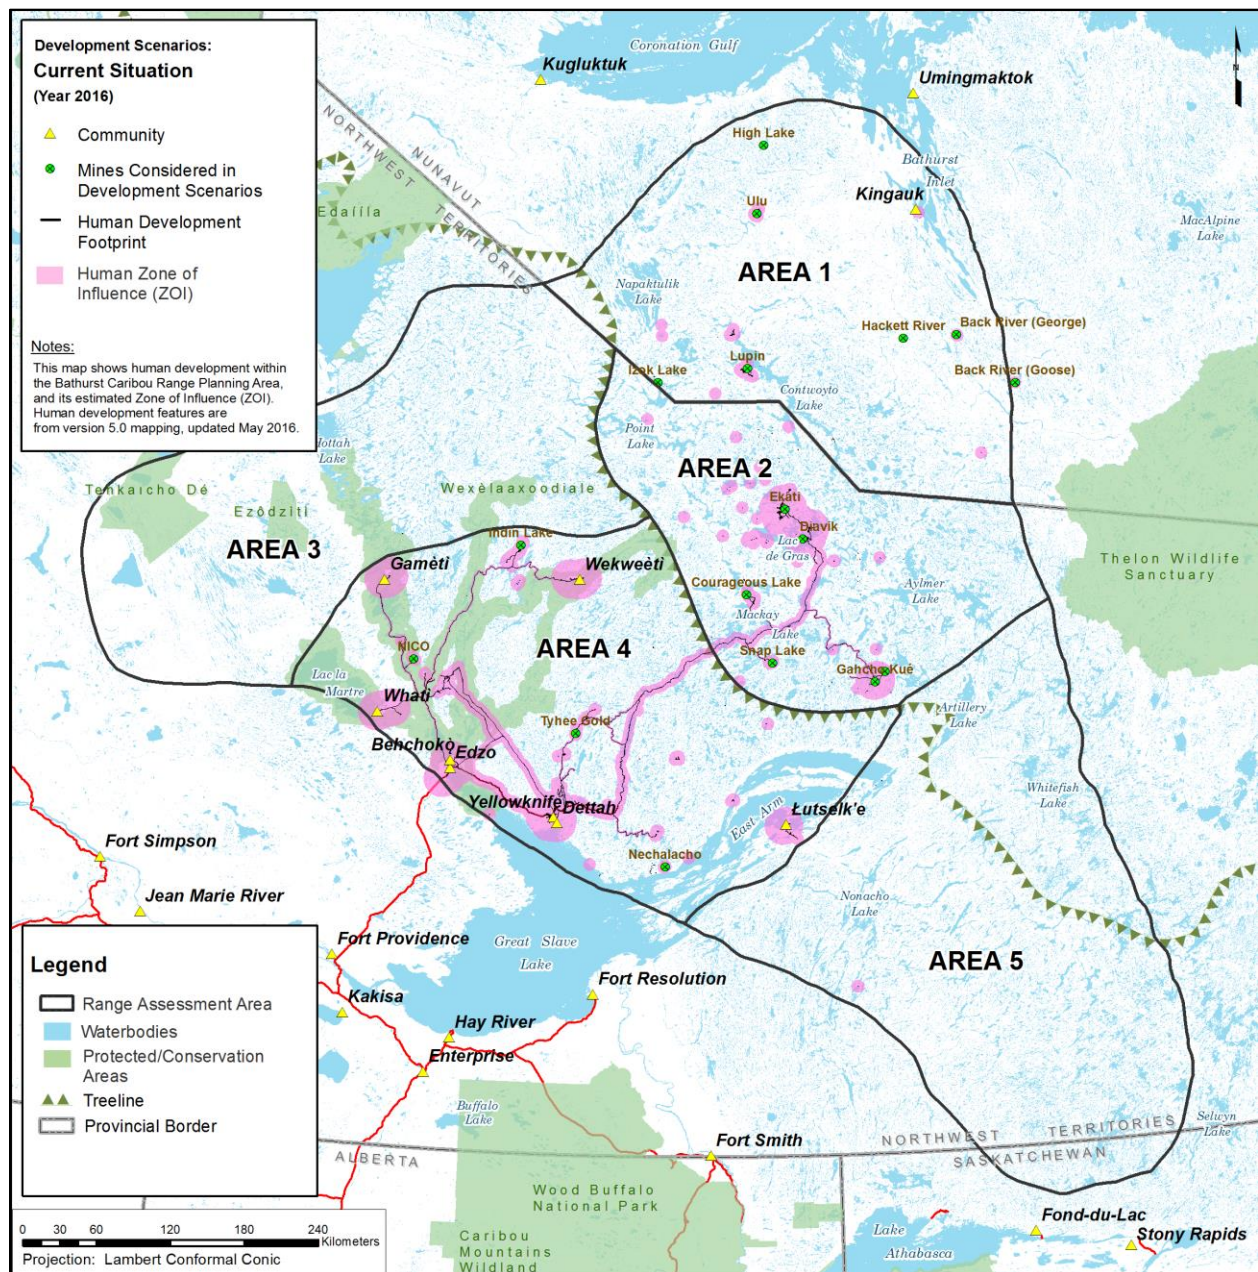 Development Scenarios:
Current Situation
(Year 2016)
Community
Mines Considered in
Development Scenarios
Human Development
Footprint
Human Zone of
Influence (ZOI)
Notes:
This map shows human development within
the Bathurst Caribou Range Planning Area,
and its estimated Zone of Influence (ZOI).
Human development features are
from version 5.0 mapping, updated May 2016.
Coronation Gulf
Kugluktuk
Umingmaktok
N
NORTHWEST TERRITORIES
NUNAVUT
High Lake
Bathurst
Inlet
Kingauk
Ulu
MacAlpine
Lake
Edaíìla
AREA 1
Napaktulik
Lake
Hackett River
Back River (George)
Lupin
Izok Lake
Back River (Goose)
Contwoyto
Lake
Point
Lake
Hottah
Lake
AREA 2
Tenkaıcho Dé
Wexèlaaxoodiale
Ezǫ̀dzìtì
Ekati
Diavik
Lac
de Gras
AREA 3
Indin Lake
Gamètì
Wekweètì
Thelon Wildlife
Sanctuary
Courageous Lake
Aylmer
Lake
Mackay
Lake
AREA 4
NICO
Snap Lake
Gahcho Kué
Lac la
Martre
Whatì
Artillery
Lake
Tyhee Gold
Behchokò
Edzo
Whitefish
Lake
Yellowknife
Dettah
East Arm
Łutselk'e
Fort Simpson
Nechalacho
Jean Marie River
Nonacho
Lake
Fort Providence
Great Slave
Lake
AREA 5
Fort Resolution
Kakisa
Hay River
Enterprise
Buffalo
Lake
Selwyn
Lake
Fort Smith
NORTHWEST TERRITORIES
SASKATCHEWAN
ALBERTA
Wood Buffalo
National Park
Caribou
Mountains
Wildland
Lake
Athabasca
Fond-du-Lac
Stony Rapids
Legend
Range Assessment Area
Waterbodies
Protected/Conservation
Areas
Treeline
Provincial Border
0 30 60 120 180 240
Kilometers
Projection: Lambert Conformal Conic